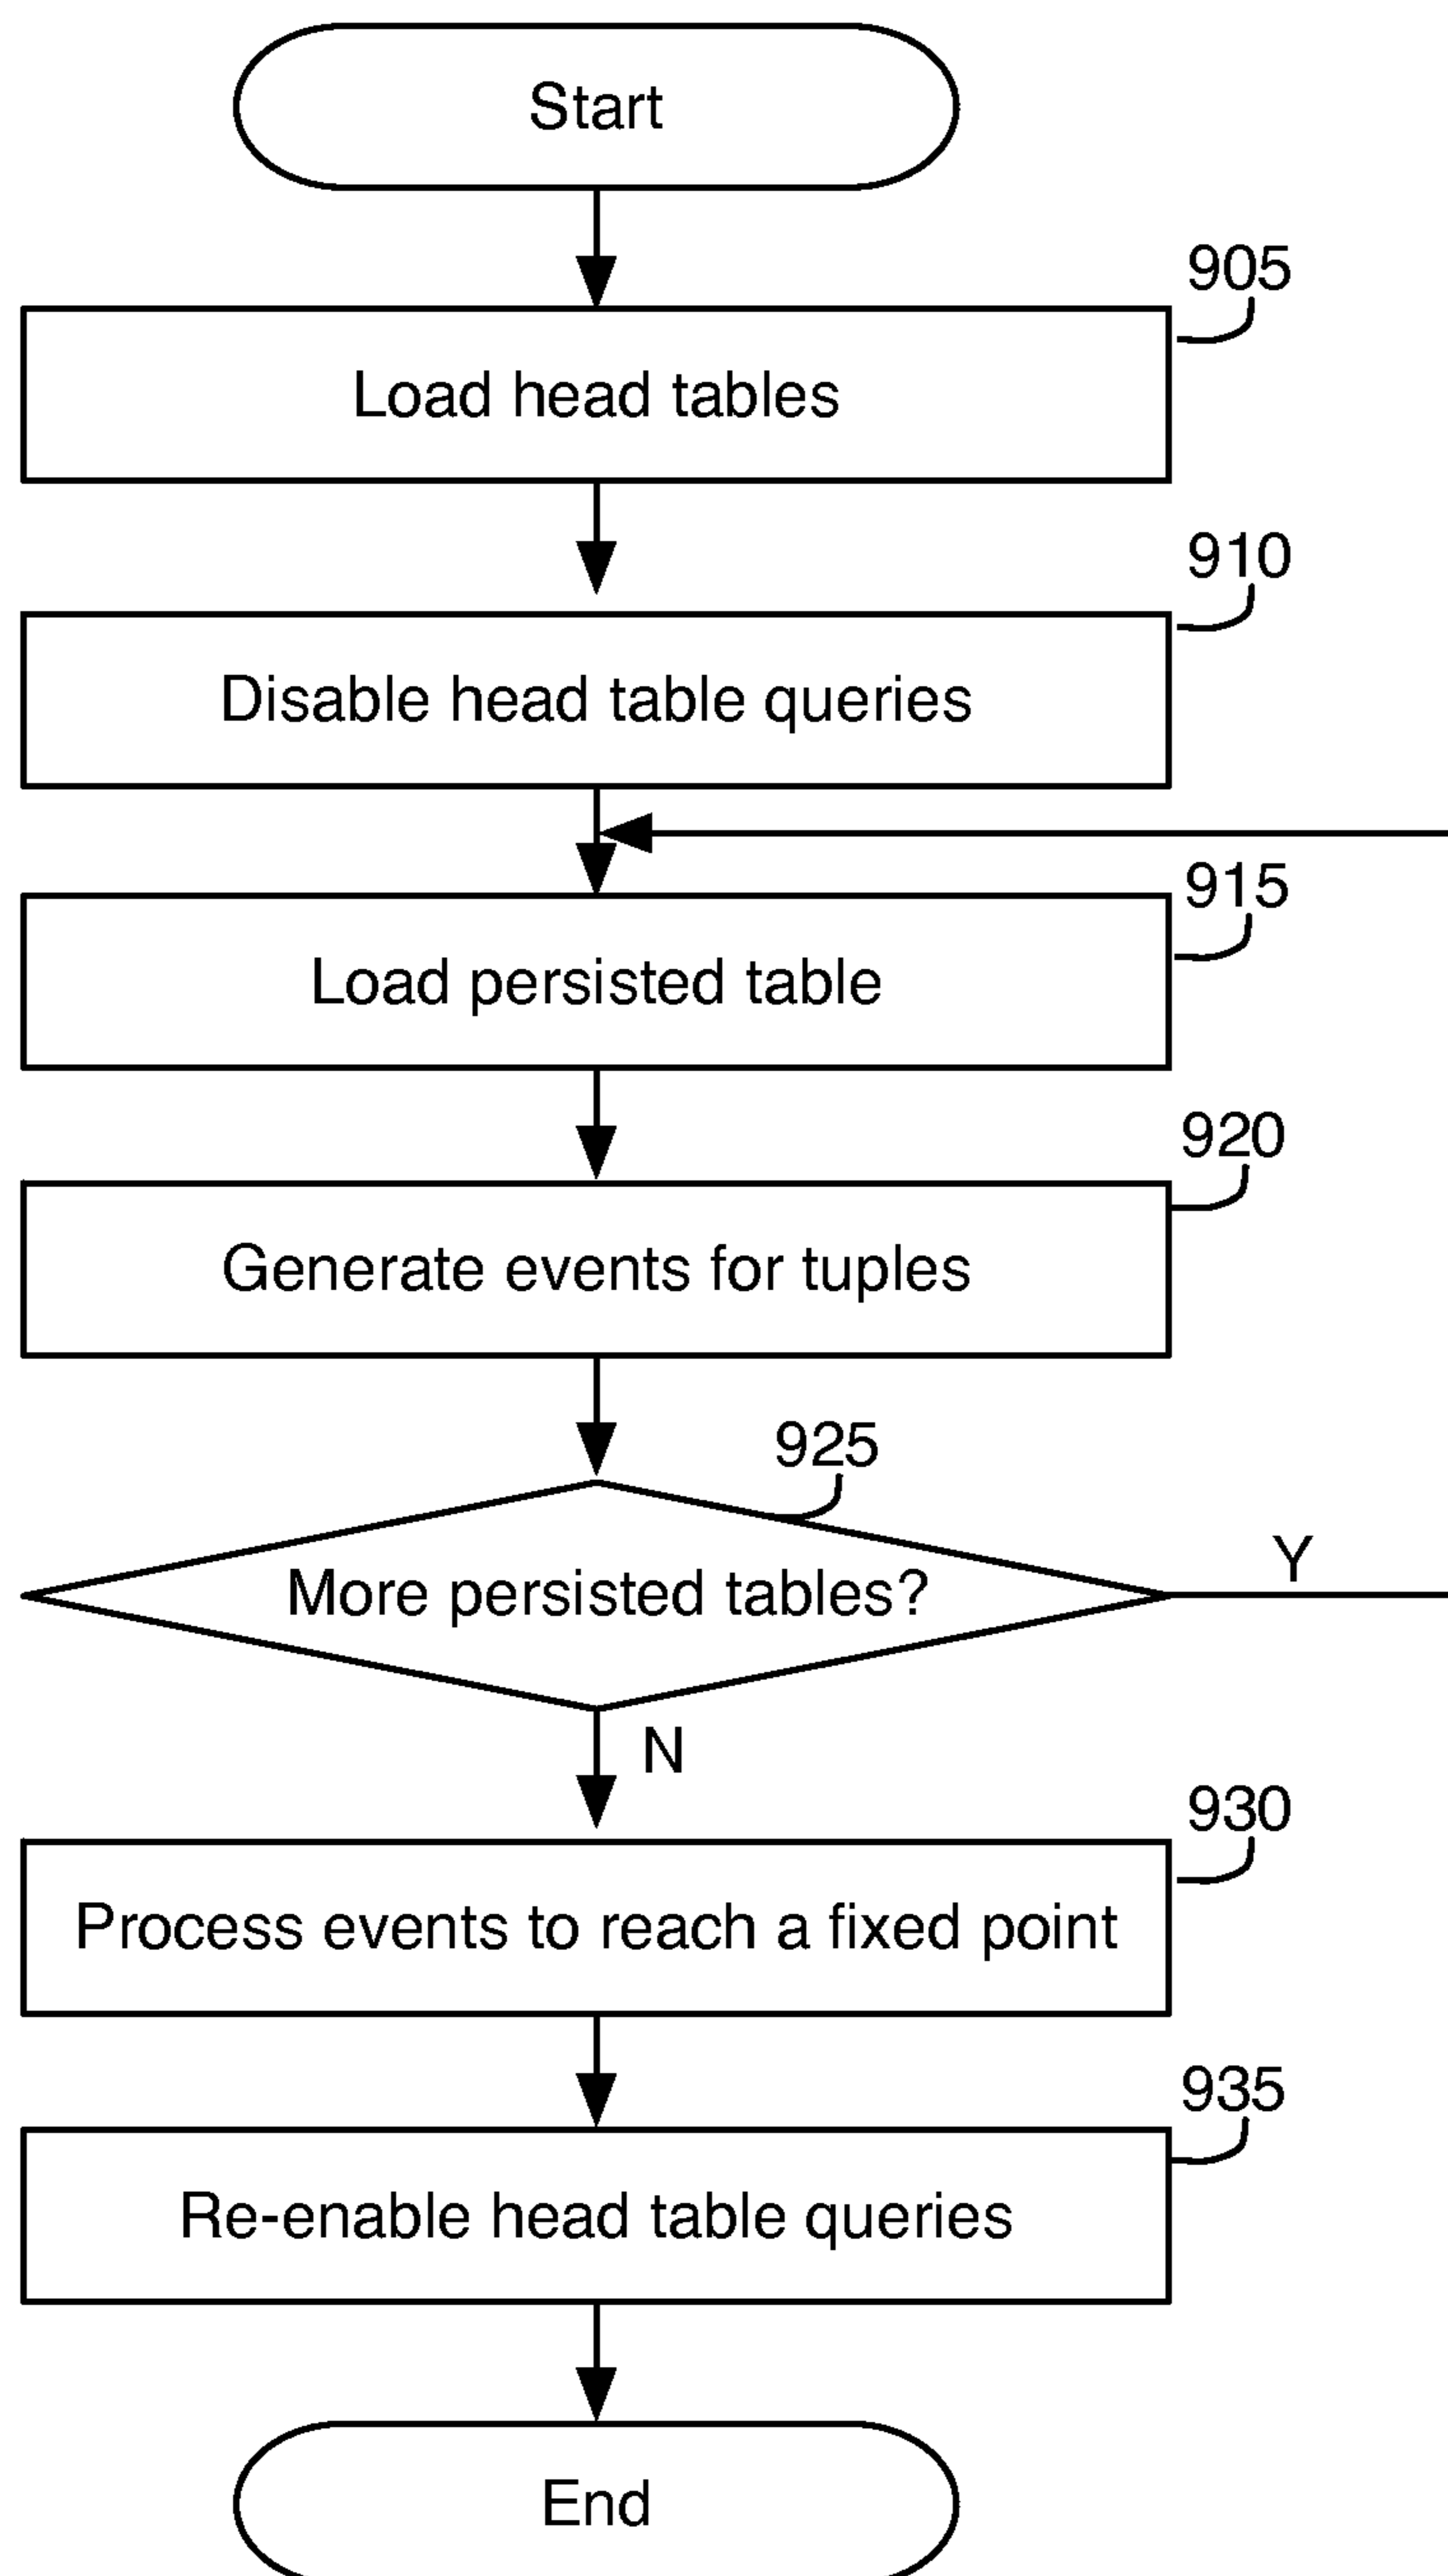 Start
905
Load head tables
910
Disable head table queries
915
Load persisted table
920
Generate events for tuples
925
More persisted tables?
Y
N
930
Process events to reach a fixed point
935
Re-enable head table queries
End